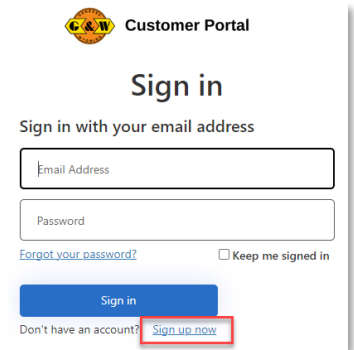 G&W Customer Portal
Sign in
Sign in with your email address
Email Address
Password
Forgot your password? Keep me signed in
Sign in
Don't have an account? Sign up now